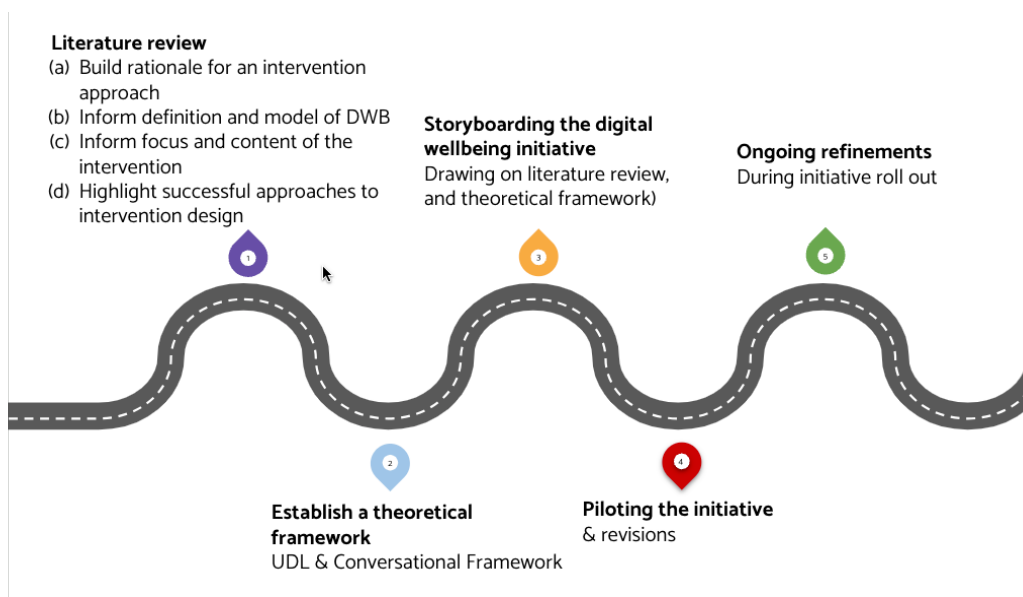 Literature review
(a) Build rationale for an intervention
approach
(b) Inform definition and model of DWB
(c) Inform focus and content of the
intervention
(d) Highlight successful approaches to
intervention design
1
2
Establish a theoretical
framework
UDL & Conversational Framework
Storyboarding the digital
wellbeing initiative
Drawing on literature review,
and theoretical framework)
3
4
Piloting the initiative
& revisions
Ongoing refinements
During initiative roll out
5